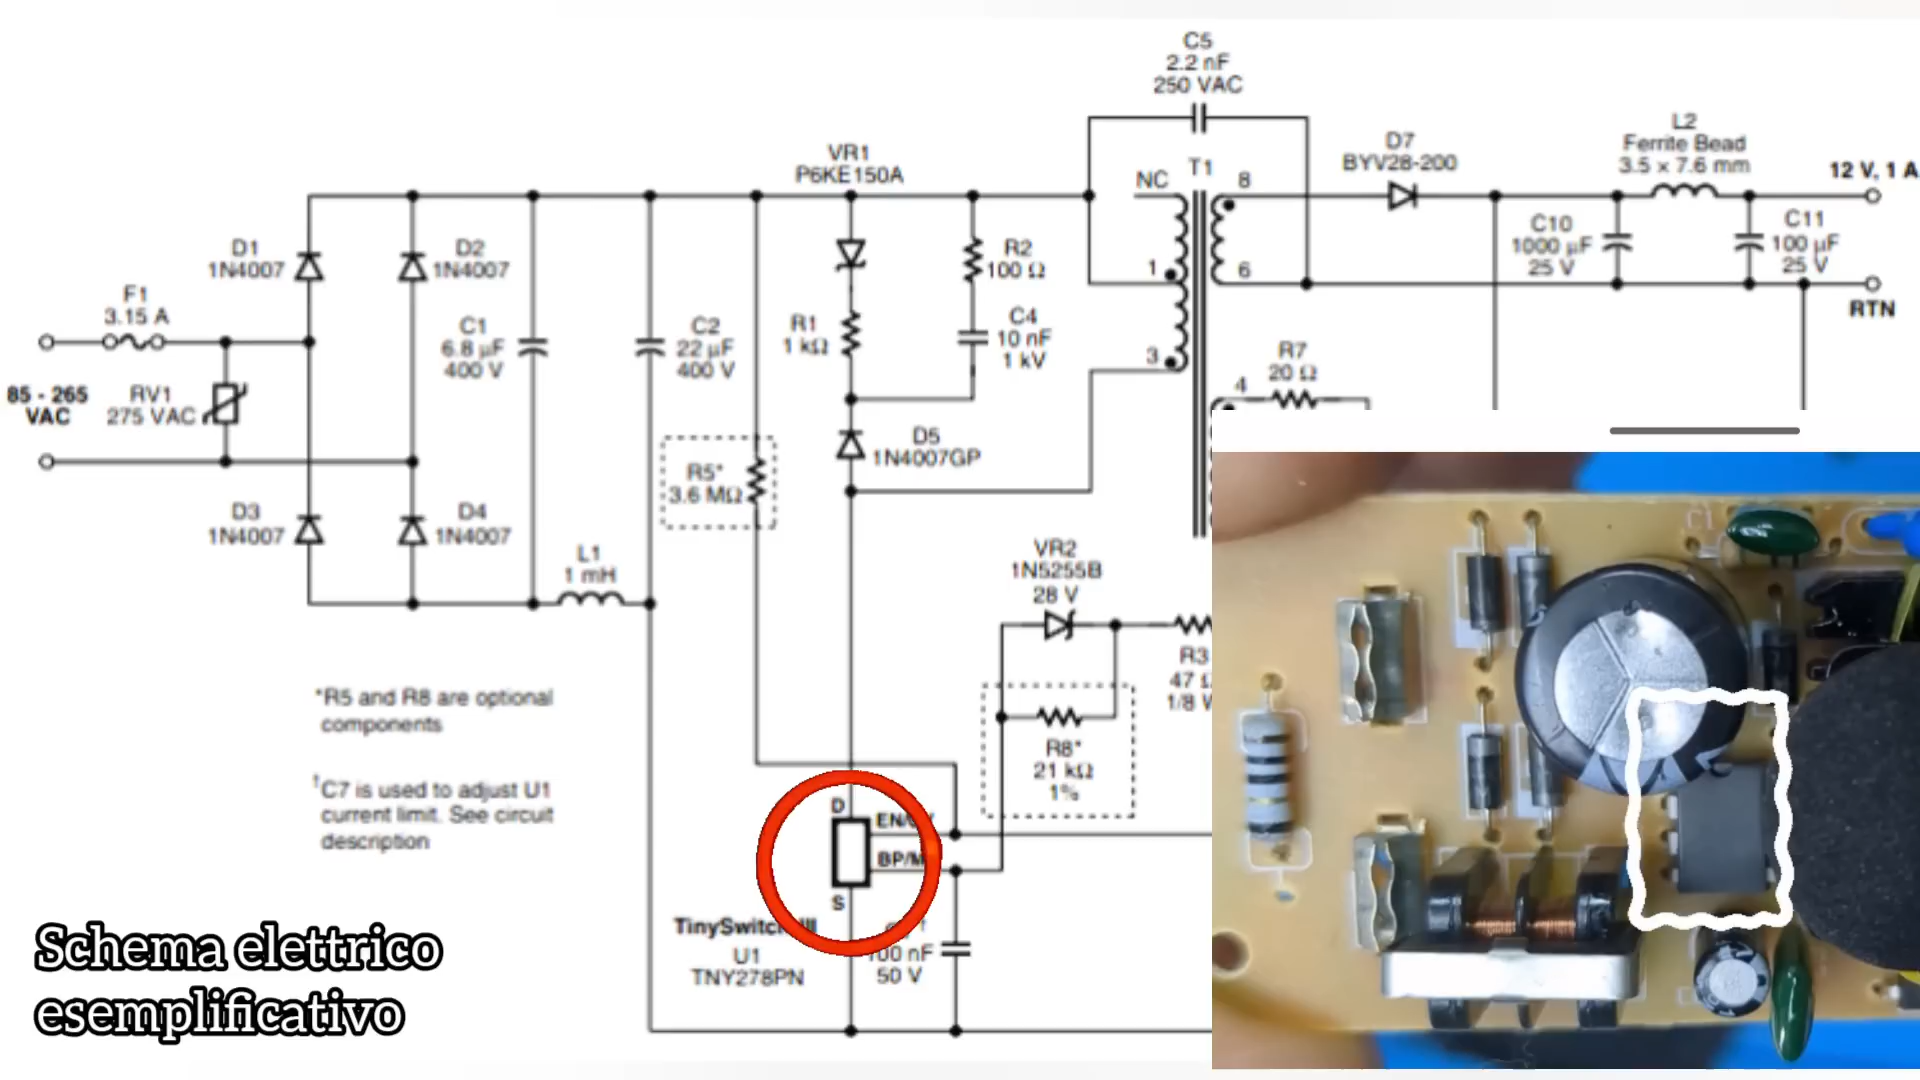 C5
2.2 nF
250 VAC
VR1
P6KE150A
NC
T1
8
D7
BYV28-200
L2
Ferrite Bead
3.5 x 7.6 mm
12 V, 1 A
D1
1N4007
D2
1N4007
R2
100 Ω
1
6
C10
1000 µF
25 V
C11
100 µF
25 V
RTN
F1
3.15 A
C1
6.8 µF
400 V
C2
22 µF
400 V
R1
1 kΩ
C4
10 nF
1 kV
3
R7
20 Ω
4
85 - 265
VAC
RV1
275 VAC
D5
1N4007GP
R5*
3.6 MΩ
D3
1N4007
D4
1N4007
L1
1 mH
VR2
1N5255B
28 V
R3
47
1/8
*R5 and R8 are optional
components
R8*
21 kΩ
1%
†C7 is used to adjust U1
current limit. See circuit
description
D
BP/M
S
U1
TNY278PN
50 V
Schema elettrico
esemplificativo